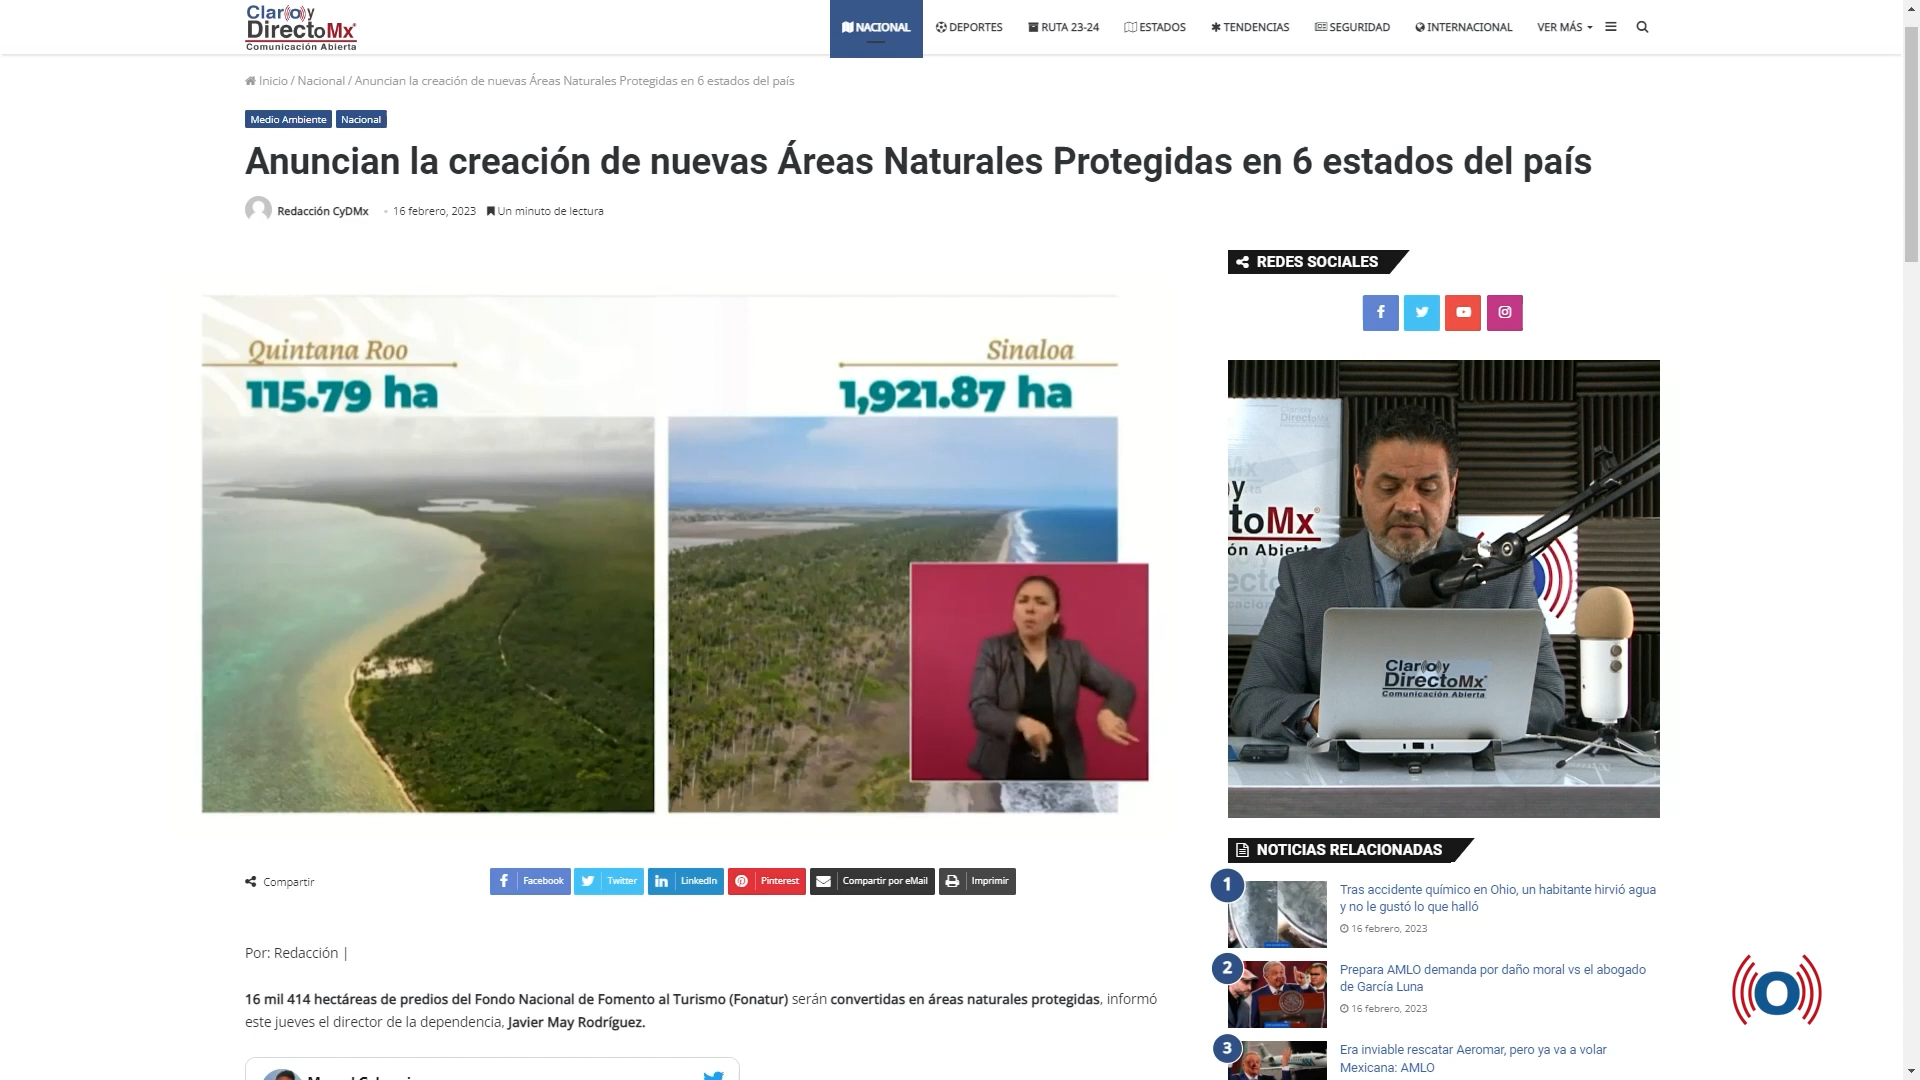 Claro y
DirectoMx
Comunicación Abierta
NACIONAL
DEPORTES
RUTA 23-24
ESTADOS
TENDENCIAS
SEGURIDAD
INTERNACIONAL
VER MÁS
Inicio / Nacional / Anuncian la creación de nuevas Áreas Naturales Protegidas en 6 estados del país
Medio Ambiente
Nacional
Anuncian la creación de nuevas Áreas Naturales Protegidas en 6 estados del país
Redacción CyDMx
16 febrero, 2023
Un minuto de lectura
Quintana Roo
115.79 ha
Sinaloa
1,921.87 ha
Compartir
Facebook
Twitter
LinkedIn
Pinterest
Compartir por eMail
Imprimir
Por: Redacción |
16 mil 414 hectáreas de predios del Fondo Nacional de Fomento al Turismo (Fonatur) serán convertidas en áreas naturales protegidas, informó
este jueves el director de la dependencia, Javier May Rodríguez.
REDES SOCIALES
Claro y
DirectoMx
Comunicación Abierta
NOTICIAS RELACIONADAS
1
Tras accidente químico en Ohio, un habitante hirvió agua
y no le gustó lo que halló
16 febrero, 2023
2
Prepara AMLO demanda por daño moral vs el abogado
de García Luna
16 febrero, 2023
3
Era inviable rescatar Aeromar, pero ya va a volar
Mexicana: AMLO